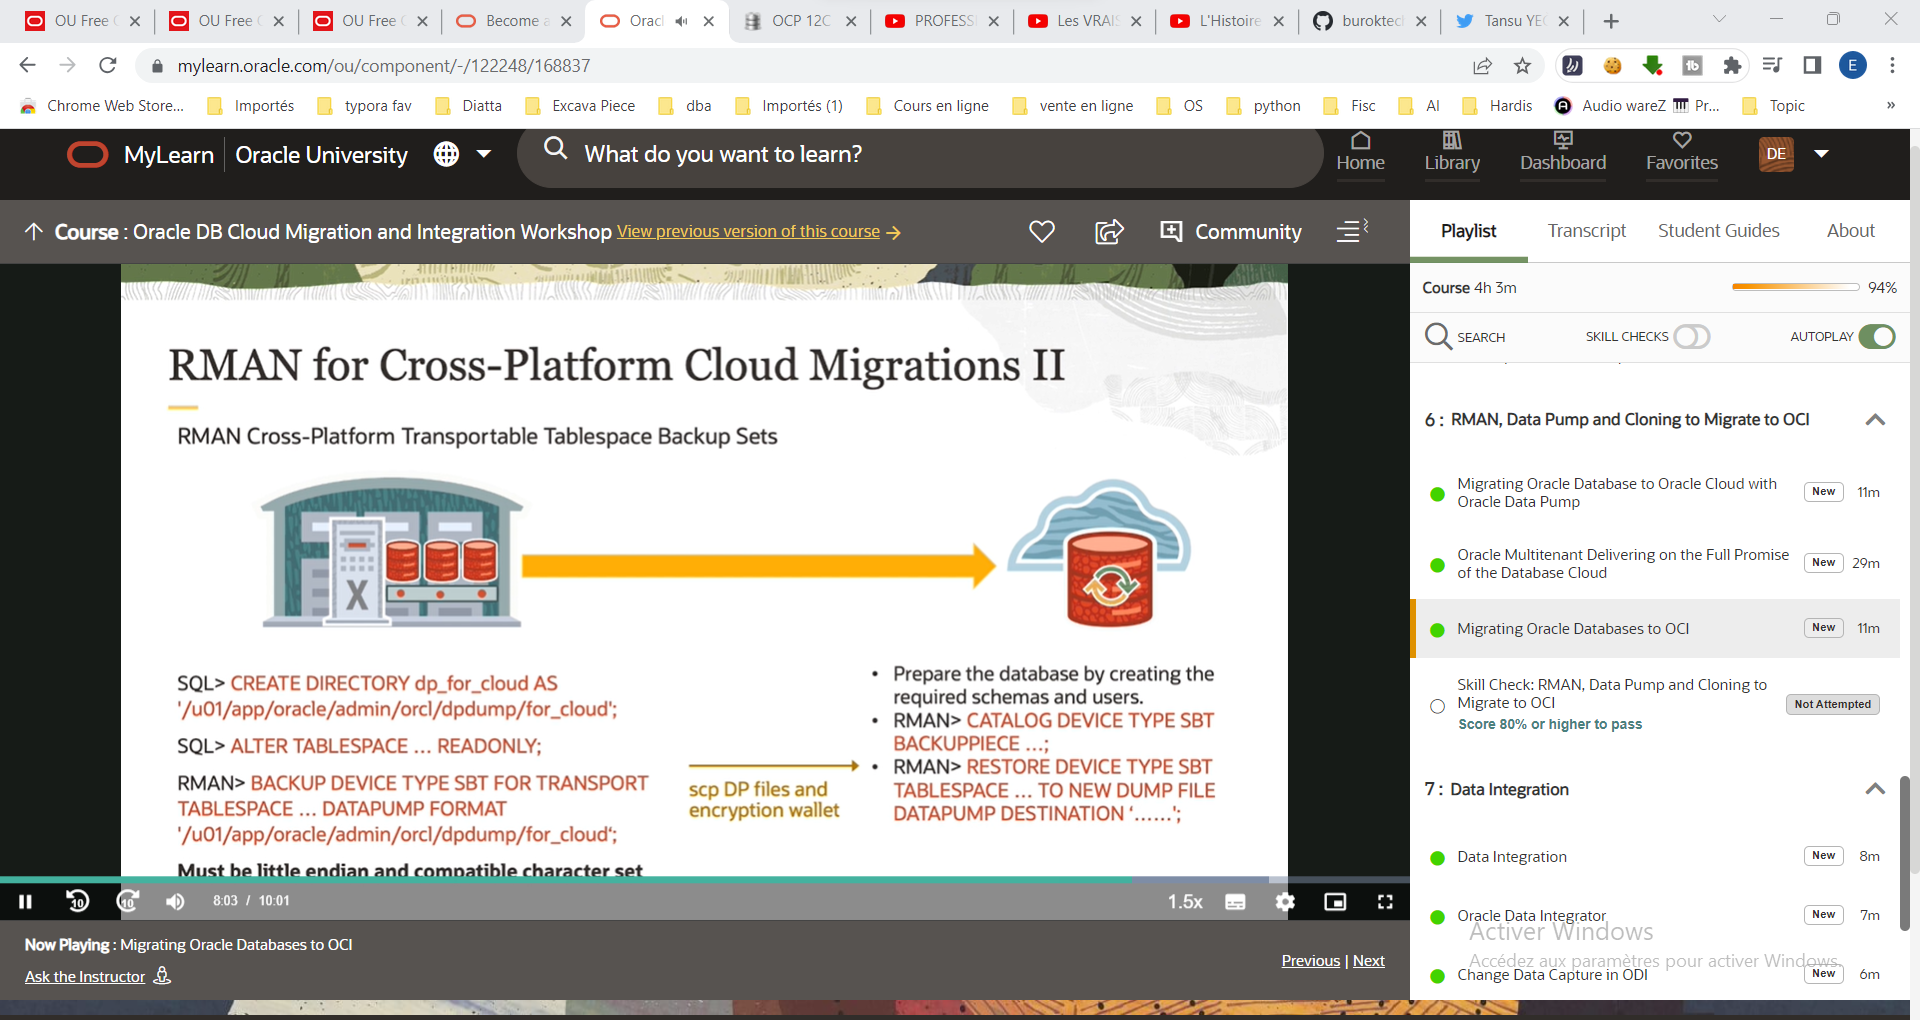 OU Free
OU Free
OU Free
Become a
Oracl
OCP 12C
PROFESS
Les VRAI
L'Histoire
buroktec
Tansu YE
mylearn.oracle.com/ou/component/-/122248/168837
E
Chrome Web Store...
Importés
typora fav
Diatta
Excava Piece
dba
Importés (1)
Cours en ligne
vente en ligne
OS
python
Fisc
AI
Hardis
Audio wareZ
Pr...
Topic
»
MyLearn
Oracle University
What do you want to learn?
Home
Library
Dashboard
Favorites
DE
Course : Oracle DB Cloud Migration and Integration Workshop View previous version of this course →
Community
Playlist
Transcript
Student Guides
About
Course 4h 3m
94%
SEARCH
SKILL CHECKS
AUTOPLAY
RMAN for Cross-Platform Cloud Migrations II
RMAN Cross-Platform Transportable Tablespace Backup Sets
X
SQL> CREATE DIRECTORY dp_for_cloud AS
'/u01/app/oracle/admin/orcl/dpdump/for_cloud';
SQL> ALTER TABLESPACE ... READONLY;
RMAN> BACKUP DEVICE TYPE SBT FOR TRANSPORT
TABLESPACE ... DATAPUMP FORMAT
'/u01/app/oracle/admin/orcl/dpdump/for_cloud';
Must be little endian and compatible character set
scp DP files and
encryption wallet
• Prepare the database by creating the
required schemas and users.
• RMAN> CATALOG DEVICE TYPE SBT
BACKUPPIECE ...;
• RMAN> RESTORE DEVICE TYPE SBT
TABLESPACE ... TO NEW DUMP FILE
DATAPUMP DESTINATION '......';
10
10
8:03 / 10:01
1.5x
Now Playing : Migrating Oracle Databases to OCI
Ask the Instructor
Previous | Next
6 : RMAN, Data Pump and Cloning to Migrate to OCI
Migrating Oracle Database to Oracle Cloud with
Oracle Data Pump
New
11m
Oracle Multitenant Delivering on the Full Promise
of the Database Cloud
New
29m
Migrating Oracle Databases to OCI
New
11m
Skill Check: RMAN, Data Pump and Cloning to
Migrate to OCI
Score 80% or higher to pass
Not Attempted
7 : Data Integration
Data Integration
New
8m
Oracle Data Integrator
New
7m
Activer Windows
Accédez aux paramètres pour activer Windows.
Change Data Capture in ODI
New
6m